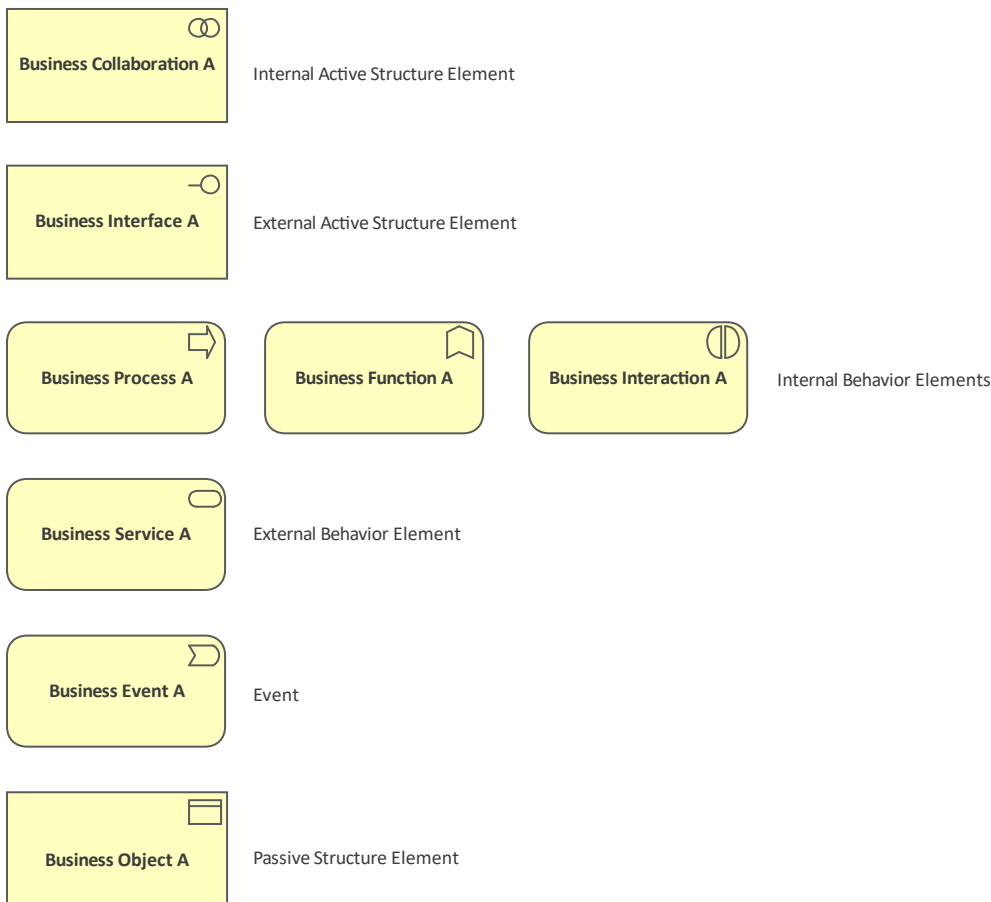 Business Collaboration A
Internal Active Structure Element
Business Interface A
External Active Structure Element
Business Process A
Business Function A
Business Interaction A
Internal Behavior Elements
Business Service A
External Behavior Element
Business Event A
Event
Business Object A
Passive Structure Element